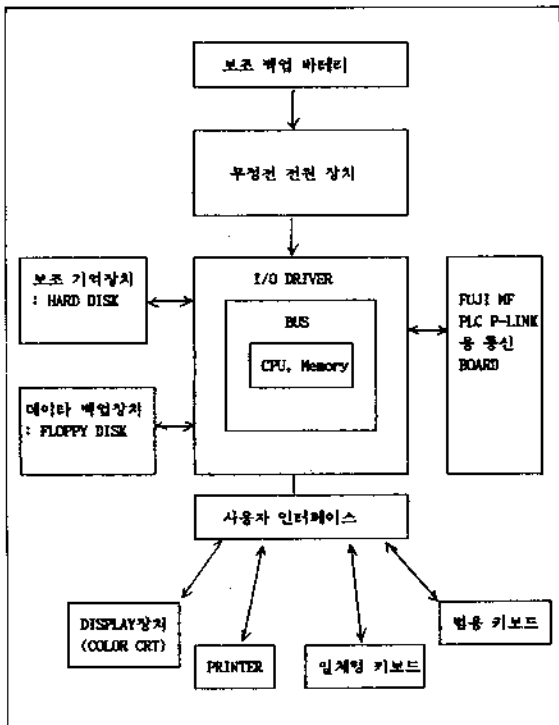 보조 백업 바테리
무정전 전원 장치
보조 기억장치
: HARD DISK
I/O DRIVER
BUS
CPU, Memory
FUJI MF
PLC P-LINK
용 통신
BOARD
데이타 백업장치
: FLOPPY DISK
사용자 인터페이스
DISPLAY장치
(COLOR CRT)
PRINTER
일체형 키보드
범용 키보드